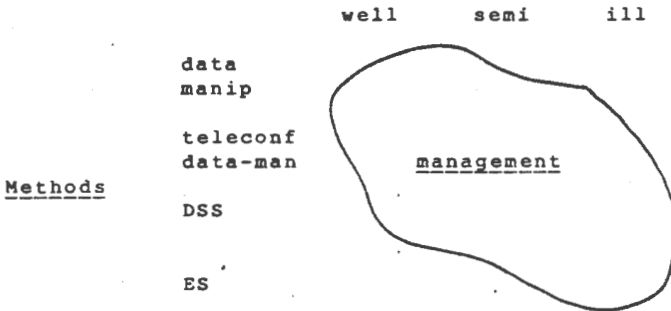 well semi ill
data
manip
teleconf
data-man management
Methods
DSS
ES